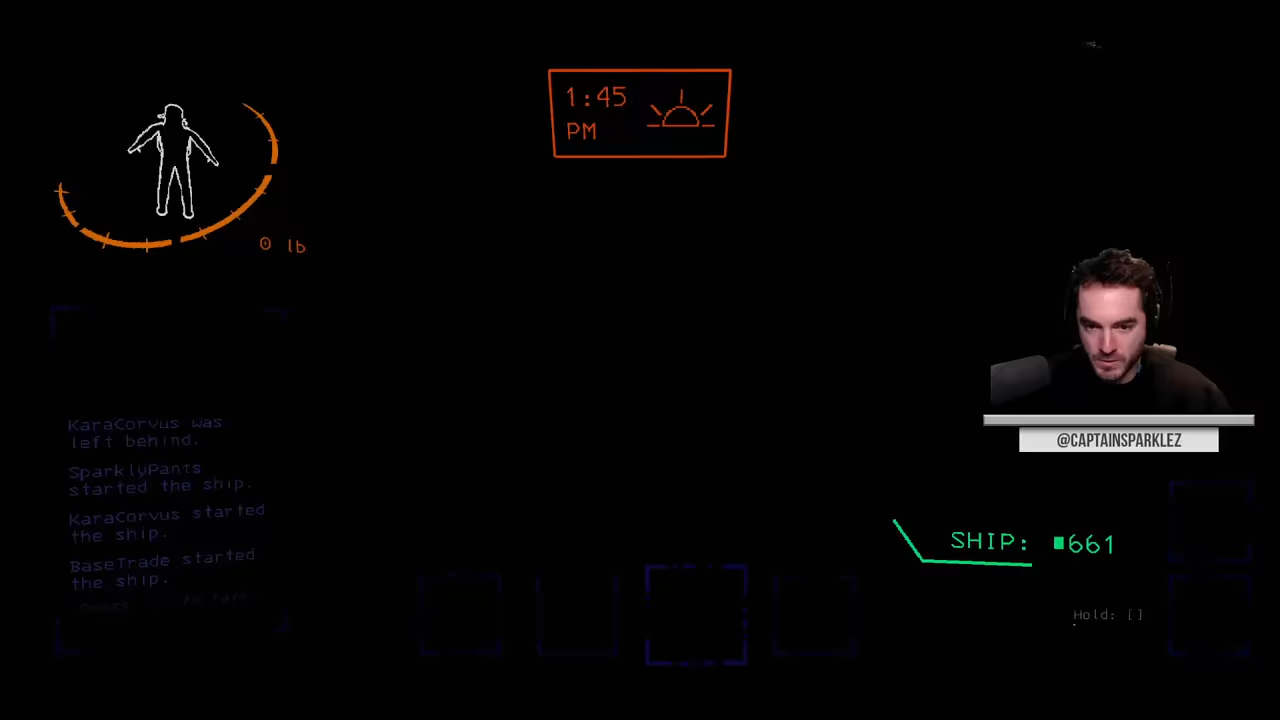 1:45
PM
0 lb
KaraCorvus was
left behind.
SparklyPants
started the ship.
KaraCorvus started
the ship.
BaseTrade started
the ship.
@CAPTAINSPARKLEZ
SHIP: ■661
Hold: []